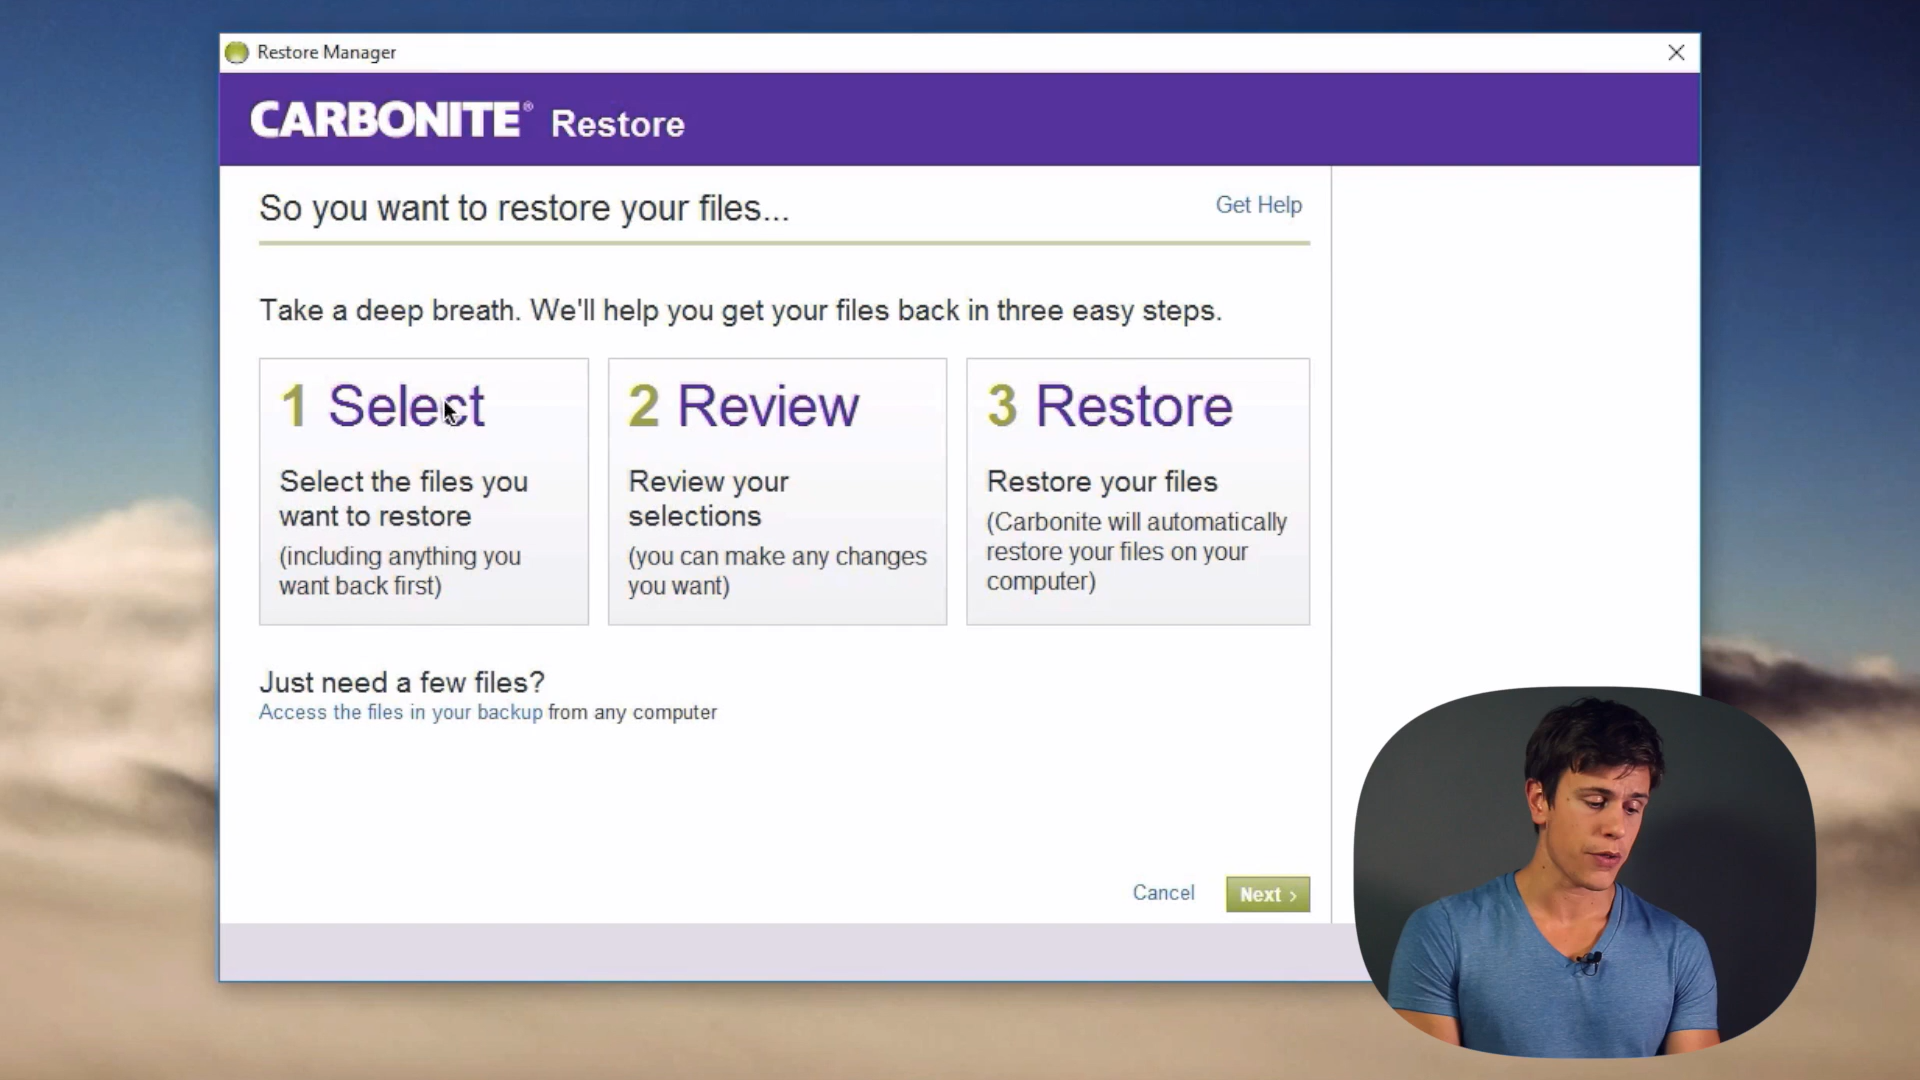 Restore Manager
CARBONITE® Restore
So you want to restore your files...
Get Help
Take a deep breath. We'll help you get your files back in three easy steps.
1 Select
Select the files you
want to restore
(including anything you
want back first)
2 Review
Review your
selections
(you can make any changes
you want)
3 Restore
Restore your files
(Carbonite will automatically
restore your files on your
computer)
Just need a few files?
Access the files in your backup from any computer
Cancel
Next >